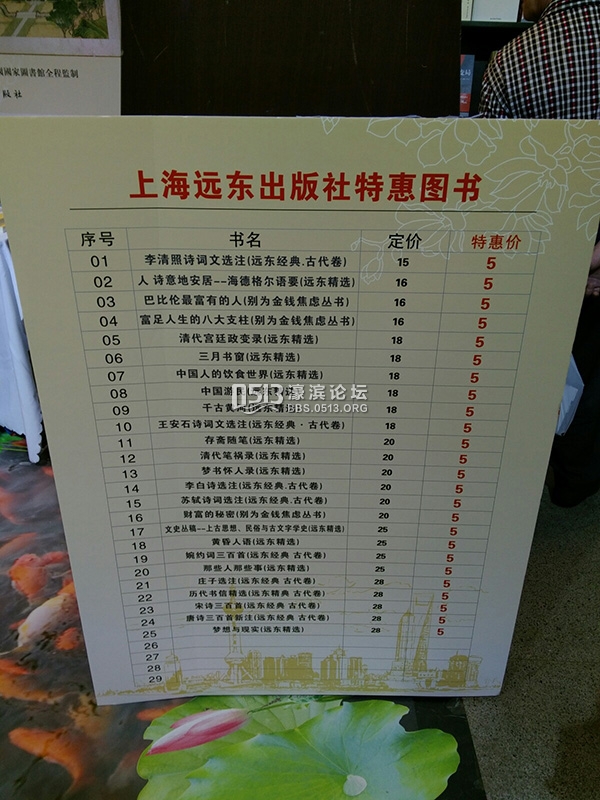 國國家圖書館全程監制
版社
上海远东出版社特惠图书
序号 书名 定价 特惠价
01 李清照诗词文选注(远东经典.古代卷) 15 5
02 人 诗意地安居--海德格尔语要(远东精选) 16 5
03 巴比伦最富有的人(别为金钱焦虑丛书) 16 5
04 富足人生的八大支柱(别为金钱焦虑丛书) 16 5
05 清代宫廷政变录(远东精选) 18 5
06 三月书窗(远东精选) 18 5
07 中国人的饮食世界(远东精选) 18 5
08 中国游 18 5
09 千古黄 18 5
10 王安石诗词文选注(远东经典·古代卷) 18 5
11 存斋随笔(远东精选) 20 5
12 清代笔祸录(远东精选) 20 5
13 梦书怀人录(远东精选) 20 5
14 李白诗选注(远东经典.古代卷) 20 5
15 苏轼词选注(远东经典.古代卷) 20 5
16 财富的秘密(别为金钱焦虑丛书) 20 5
17 文史丛稿--上古思想、民俗与古文字学史(远东精选) 25 5
18 黄昏人语(远东精选) 25 5
19 婉约词三百首(远东经典 古代卷) 25 5
20 那些人那些事(远东精选) 25 5
21 庄子选注(远东经典 古代卷) 28 5
22 历代书信精选(远东精典 古代卷) 28 5
23 宋诗三百首(远东经典 古代卷) 28 5
24 唐诗三百首新注(远东经典 古代卷) 28 5
25 梦想与现实(远东精选) 28 5
26
27
28
29
0513 濠滨论坛
BBS.0513.ORG